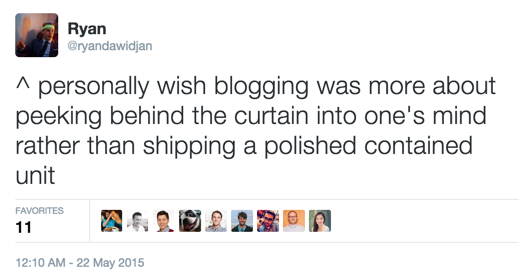 Ryan
@ryandawidjan
^ personally wish blogging was more about
peeking behind the curtain into one's mind
rather than shipping a polished contained
unit
FAVORITES
11
12:10 AM - 22 May 2015